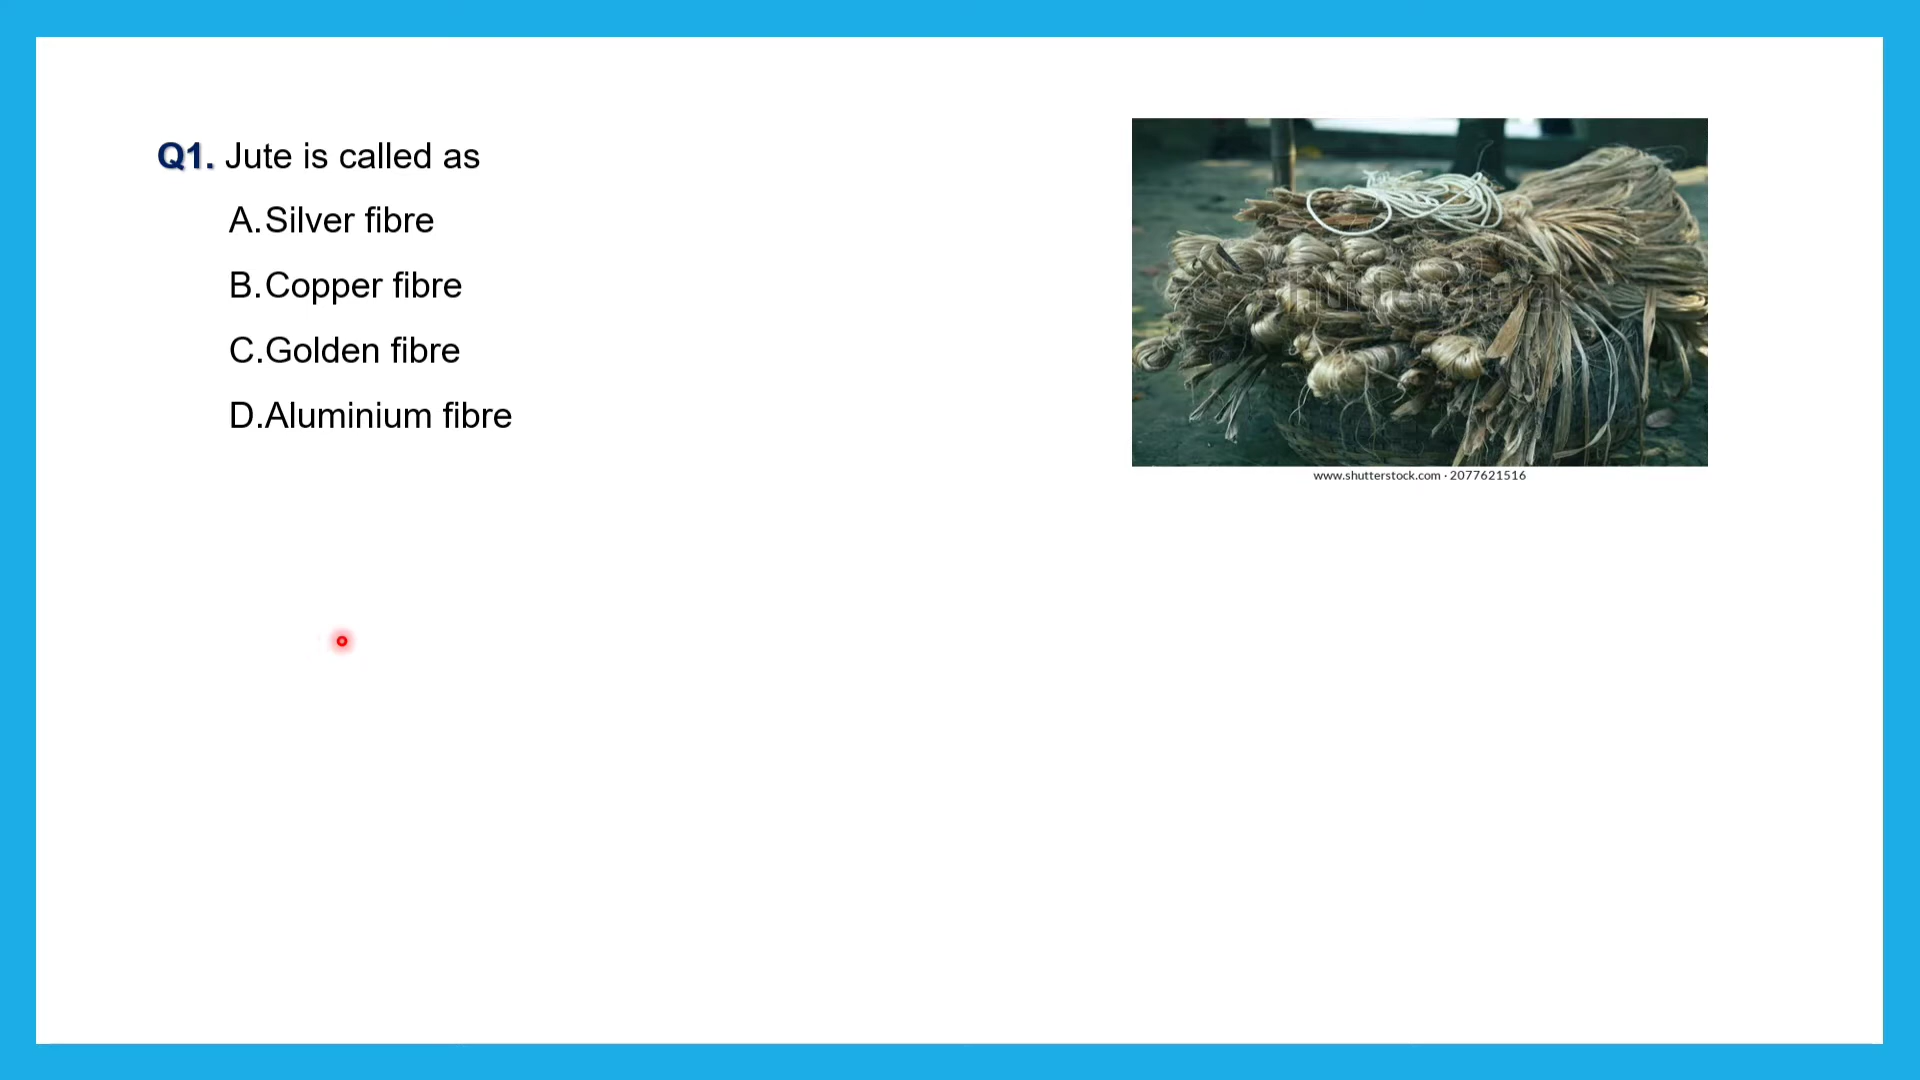 Q1. Jute is called as
A.Silver fibre
B.Copper fibre
C.Golden fibre
D.Aluminium fibre
www.shutterstock.com · 2077621516